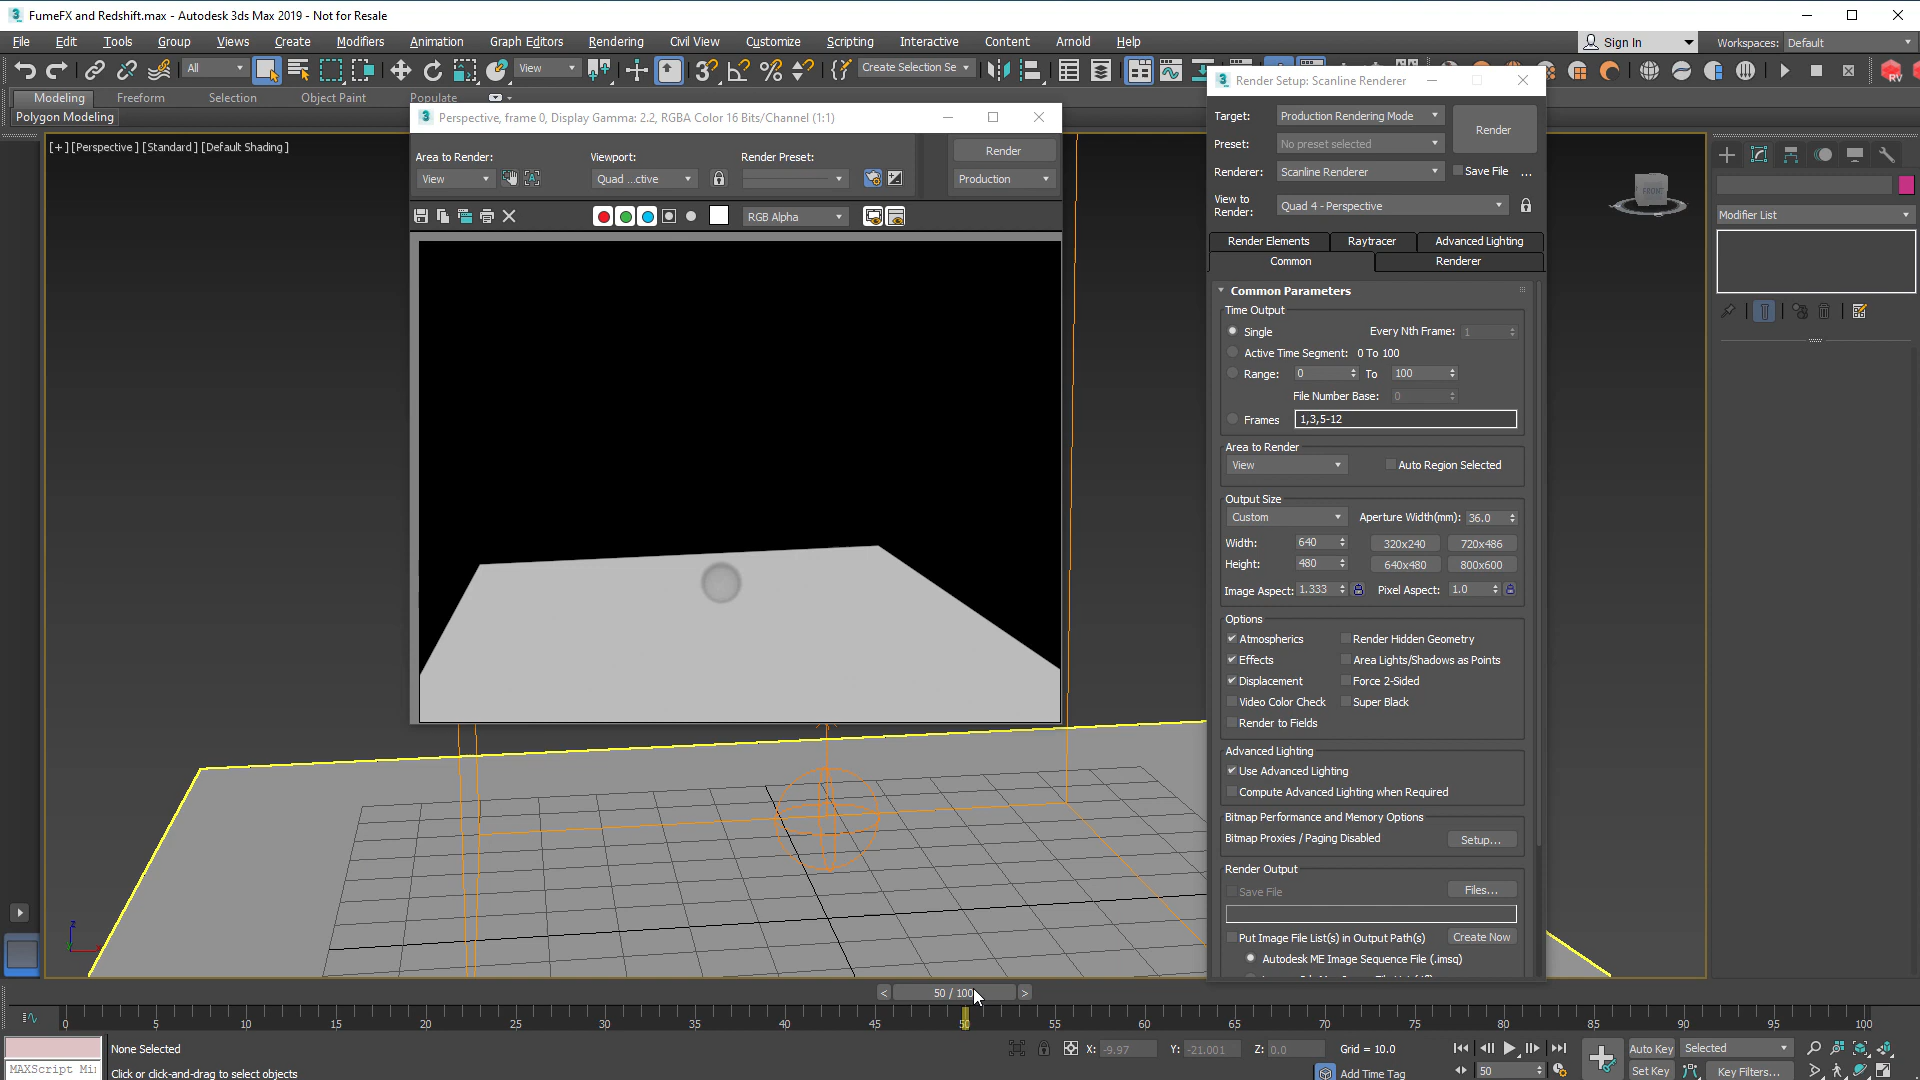 FumeFX and Redshift.max - Autodesk 3ds Max 2019 - Not for Resale
File Edit Tools Group Views Create Modifiers Animation Graph Editors Rendering Civil View Customize Scripting Interactive Content Arnold Help
Sign In Workspaces: Default
All View Create Selection Se RV
Modeling Freeform Selection Object Paint Populate
Polygon Modeling
[+] [Perspective] [Standard] [Default Shading]
Perspective, frame 0, Display Gamma: 2.2, RGBA Color 16 Bits/Channel (1:1)
Area to Render: Viewport: Render Preset: Render
View Quad ...ctive Production
RGB Alpha
Render Setup: Scanline Renderer
Target: Production Rendering Mode Render
Preset: No preset selected
Renderer: Scanline Renderer Save File ...
View to Render: Quad 4 - Perspective
Render Elements Raytracer Advanced Lighting
Common Renderer
Common Parameters
Time Output
Single Every Nth Frame: 1
Active Time Segment: 0 To 100
Range: 0 To 100
File Number Base: 0
Frames 1,3,5-12
Area to Render
View Auto Region Selected
Output Size
Custom Aperture Width(mm): 36.0
Width: 640 320x240 720x486
Height: 480 640x480 800x600
Image Aspect: 1.333 Pixel Aspect: 1.0
Options
Atmospherics Render Hidden Geometry
Effects Area Lights/Shadows as Points
Displacement Force 2-Sided
Video Color Check Super Black
Render to Fields
Advanced Lighting
Use Advanced Lighting
Compute Advanced Lighting when Required
Bitmap Performance and Memory Options
Bitmap Proxies / Paging Disabled Setup...
Render Output
Save File Files...
Put Image File List(s) in Output Path(s) Create Now
Autodesk ME Image Sequence File (.imsq)
FRONT
Modifier List
z
< 50 / 100 >
0 5 10 15 20 25 30 35 40 45 50 55 60 65 70 75 80 85 90 95 100
None Selected X: -9.97 Y: -21.001 Z: 0.0 Grid = 10.0 Auto Key Selected
MAXScript Mi Click or click-and-drag to select objects Add Time Tag 50 Set Key Key Filters...